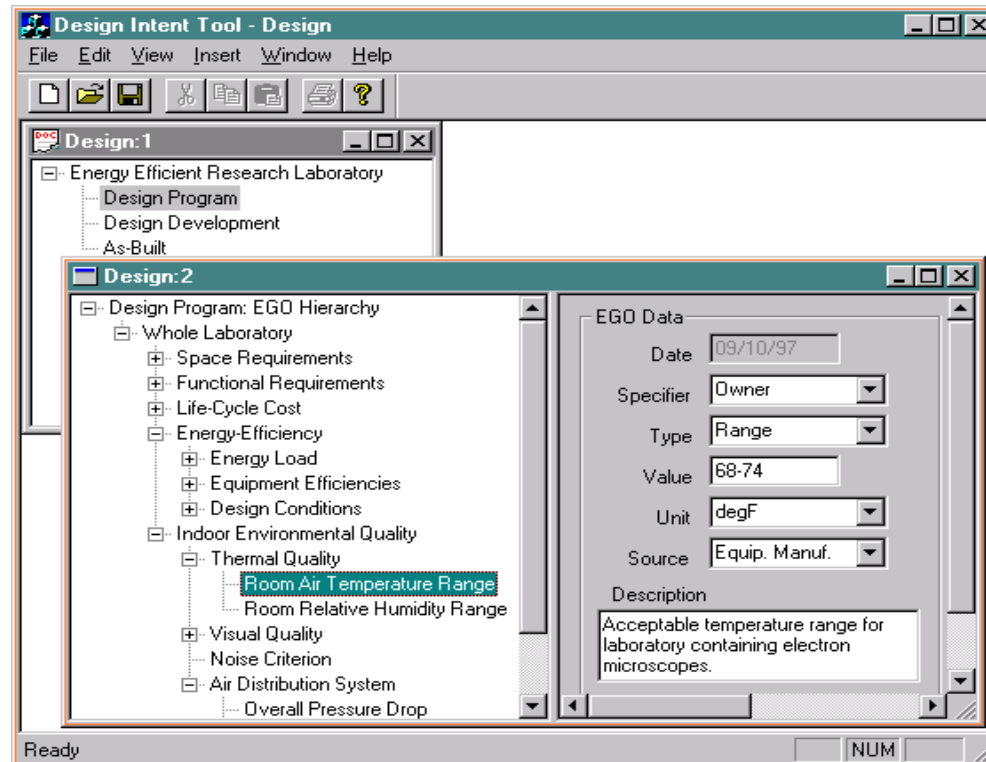 Design Intent Tool - Design
File Edit View Insert Window Help
DOC
Design:1
Energy Efficient Research Laboratory
Design Program
Design Development
As-Built
Design:2
Design Program: EGO Hierarchy
Whole Laboratory
Space Requirements
Functional Requirements
Life-Cycle Cost
Energy-Efficiency
Energy Load
Equipment Efficiencies
Design Conditions
Indoor Environmental Quality
Thermal Quality
Room Air Temperature Range
Room Relative Humidity Range
Visual Quality
Noise Criterion
Air Distribution System
Overall Pressure Drop
EGO Data
Date 09/10/97
Specifier Owner
Type Range
Value 68-74
Unit degF
Source Equip. Manuf.
Description
Acceptable temperature range for
laboratory containing electron
microscopes.
Ready NUM